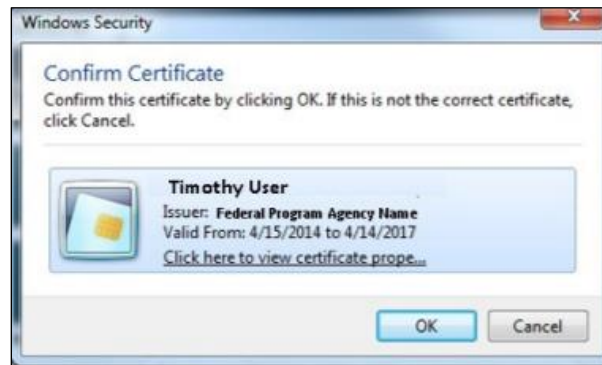 Windows Security
Confirm Certificate
Confirm this certificate by clicking OK. If this is not the correct certificate,
click Cancel.
Timothy User
Issuer: Federal Program Agency Name
Valid From: 4/15/2014 to 4/14/2017
Click here to view certificate prope...
OK
Cancel